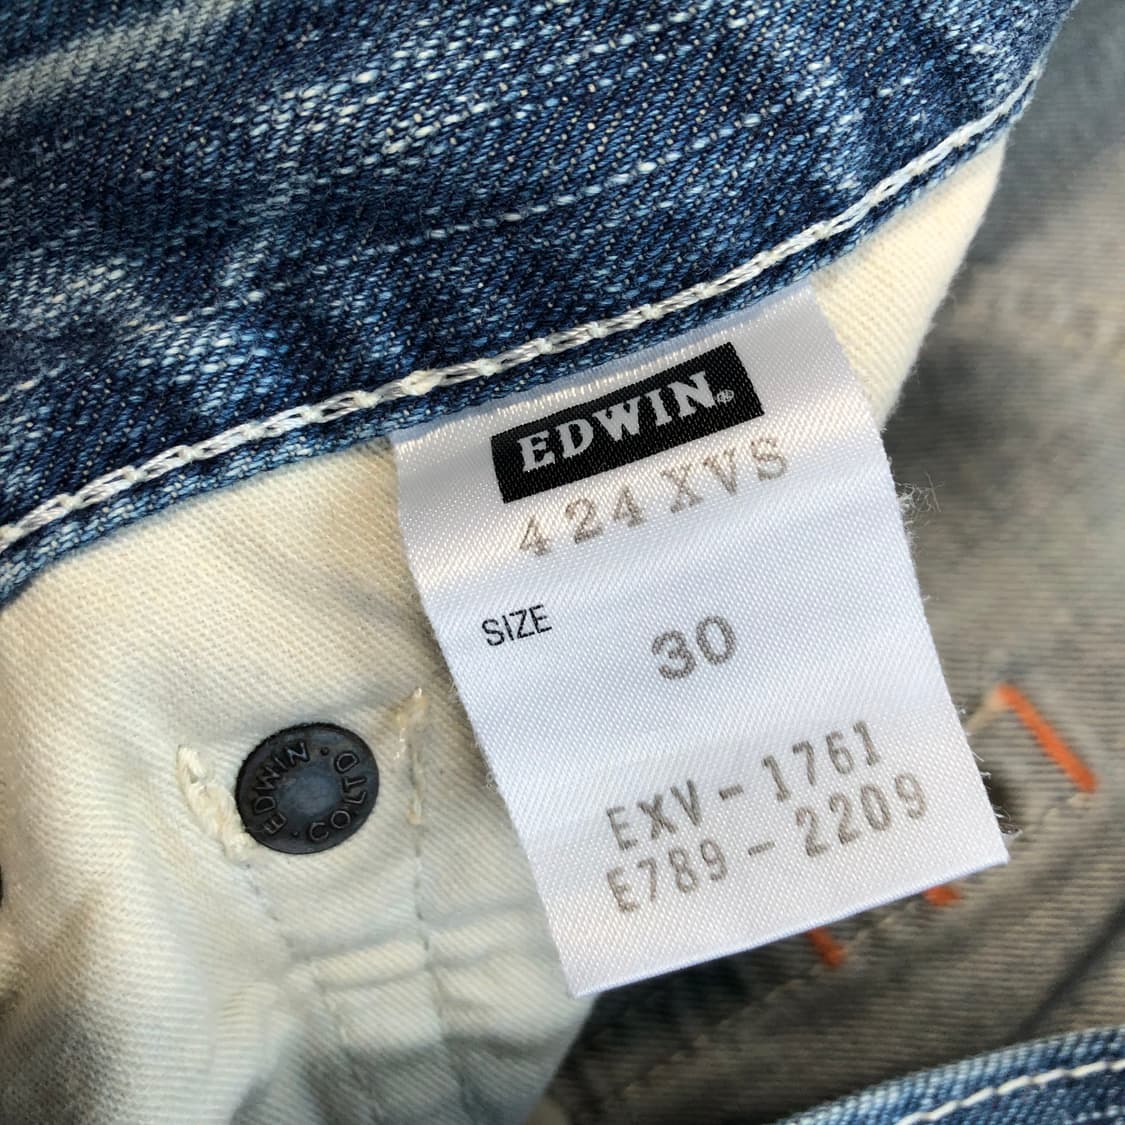 EDWIN®
424XVS
SIZE 30
EXV-1761
E789-2209
EDWIN · CO LTD ·